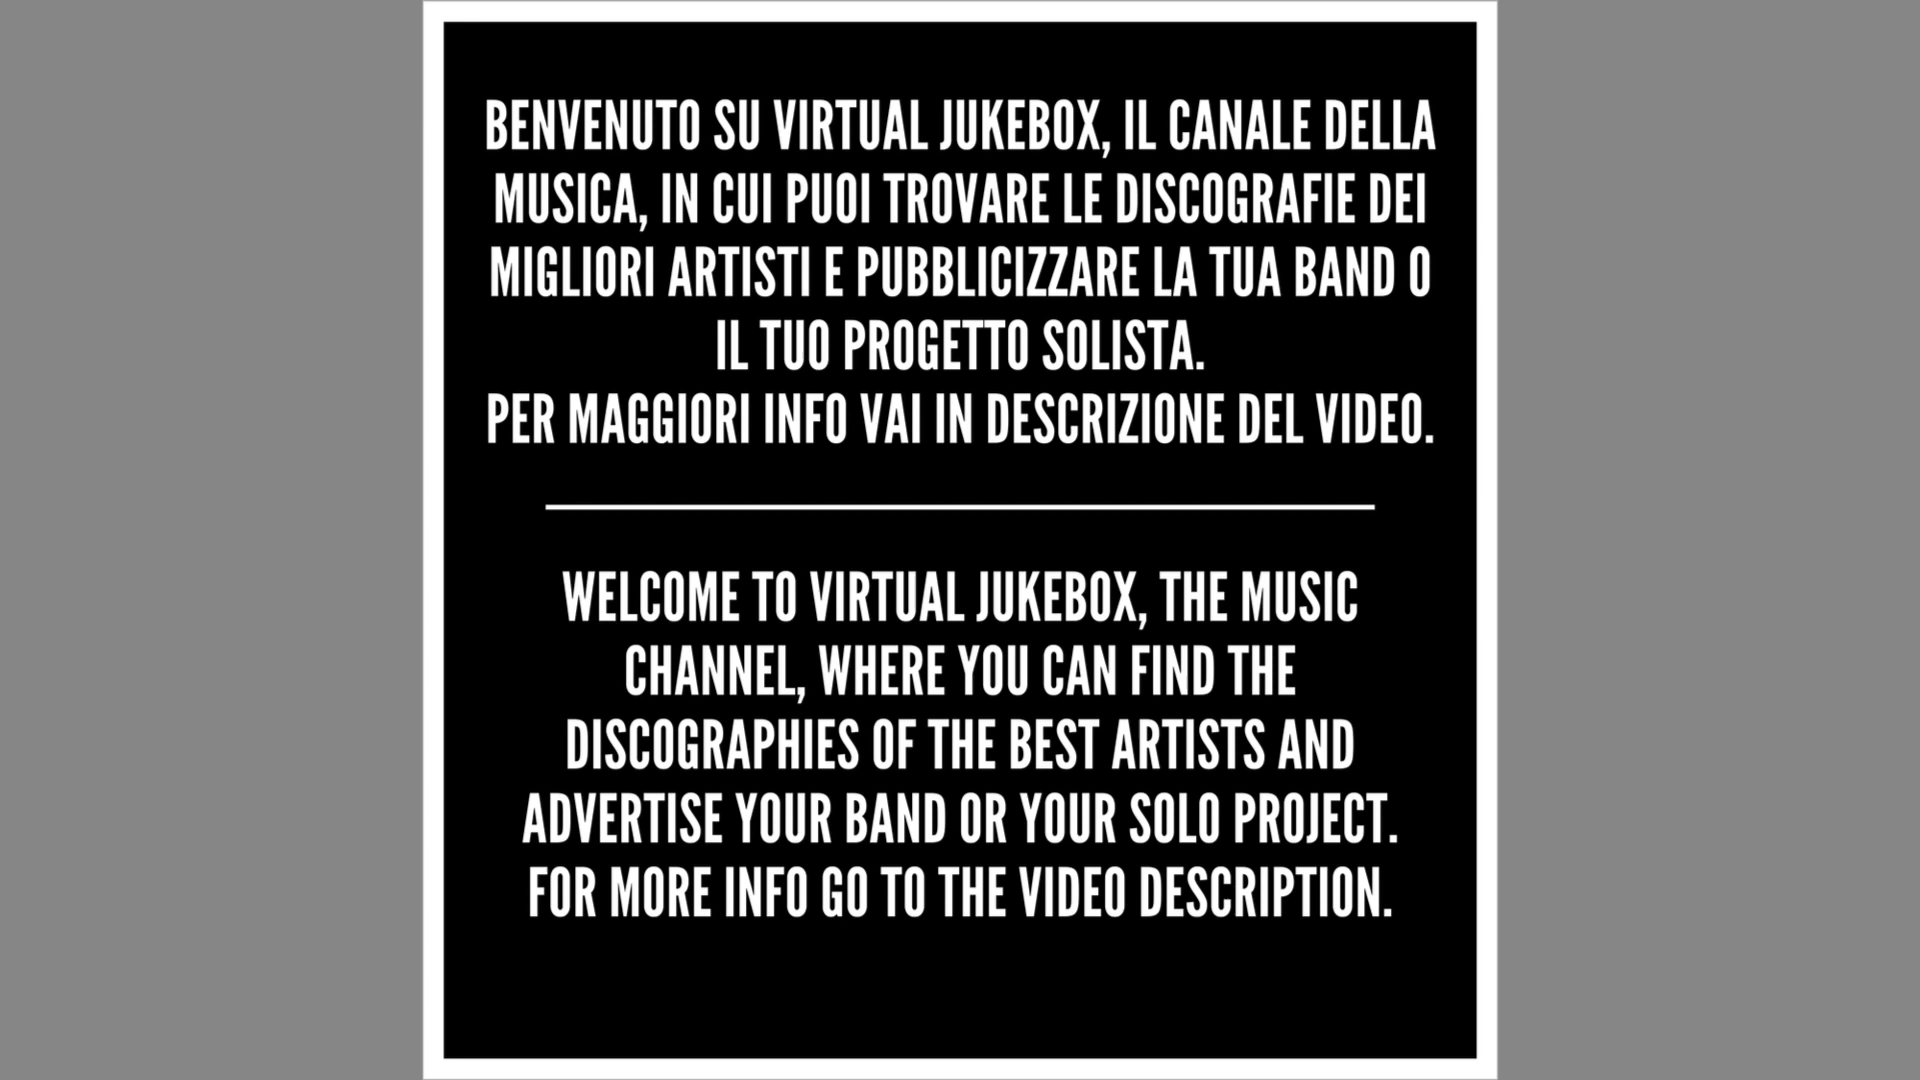 BENVENUTO SU VIRTUAL JUKEBOX, IL CANALE DELLA
MUSICA, IN CUI PUOI TROVARE LE DISCOGRAFIE DEI
MIGLIORI ARTISTI E PUBBLICIZZARE LA TUA BAND O
IL TUO PROGETTO SOLISTA.
PER MAGGIORI INFO VAI IN DESCRIZIONE DEL VIDEO.
WELCOME TO VIRTUAL JUKEBOX, THE MUSIC
CHANNEL, WHERE YOU CAN FIND THE
DISCOGRAPHIES OF THE BEST ARTISTS AND
ADVERTISE YOUR BAND OR YOUR SOLO PROJECT.
FOR MORE INFO GO TO THE VIDEO DESCRIPTION.